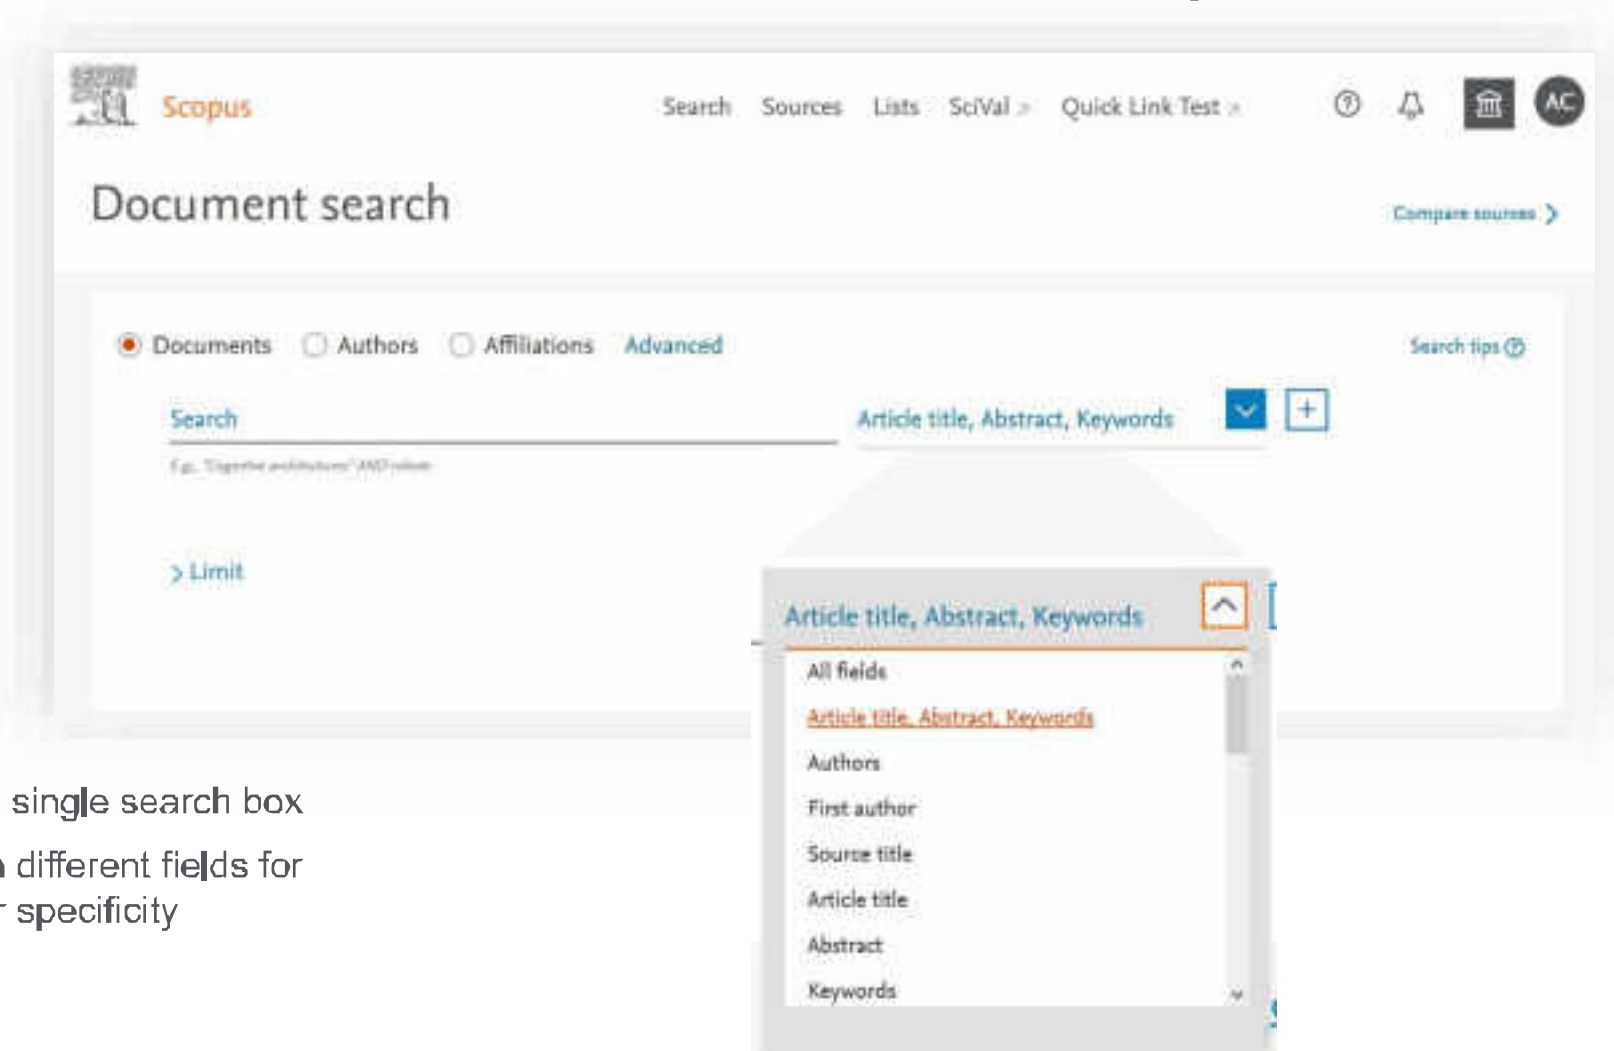 Scopus
Search Sources Lists SciVal > Quick Link Test >
AC
Document search
Compare sources >
Documents Authors Affiliations Advanced
Search tips
Search
Article title, Abstract, Keywords
E.g., AND
> Limit
Article title, Abstract, Keywords
All fields
Article title, Abstract, Keywords
Authors
First author
Source title
Article title
Abstract
Keywords
single search box
different fields for
specificity